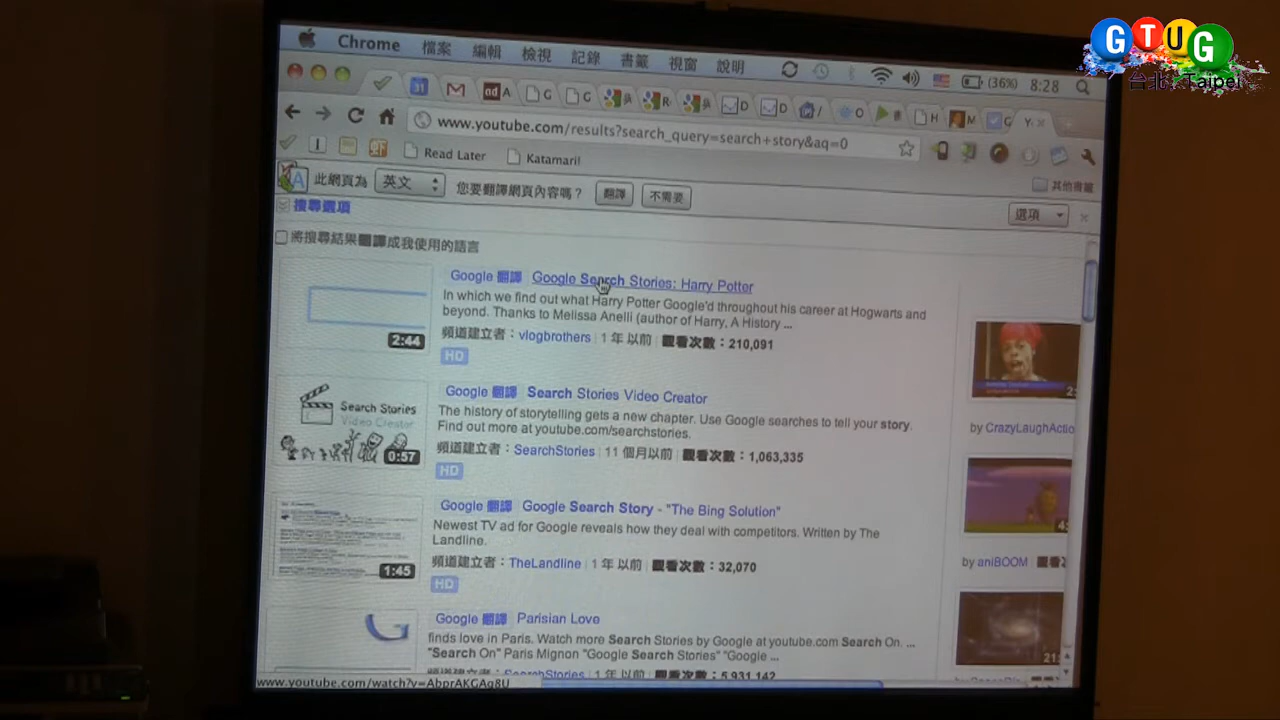 GTUG
台北 Taipei
Chrome 檔案 編輯 檢視 記錄 書籤 視窗 說明 (36%) 8:28
www.youtube.com/results?search_query=search+story&aq=0
Read Later Katamari!
其他書籤
此網頁為 英文 您要翻譯網頁內容嗎？ 翻譯 不需要 選項
搜尋選項
將搜尋結果翻譯成我使用的語言
Google 翻譯 Google Search Stories: Harry Potter
In which we find out what Harry Potter Google'd throughout his career at Hogwarts and
beyond. Thanks to Melissa Anelli (author of Harry, A History ...
頻道建立者：vlogbrothers | 1 年以前 | 觀看次數：210,091
2:44
HD
Google 翻譯 Search Stories Video Creator
Search Stories
Video Creator
0:57
The history of storytelling gets a new chapter. Use Google searches to tell your story.
Find out more at youtube.com/searchstories.
頻道建立者：SearchStories | 11 個月以前 | 觀看次數：1,063,335
HD
by CrazyLaughActio
Google 翻譯 Google Search Story - "The Bing Solution"
Newest TV ad for Google reveals how they deal with competitors. Written by The
Landline.
頻道建立者：TheLandline | 1 年以前 | 觀看次數：32,070
1:45
HD
by aniBOOM
Google 翻譯 Parisian Love
finds love in Paris. Watch more Search Stories by Google at youtube.com Search On. ...
"Search On" Paris Mignon "Google Search Stories" "Google ...
SearchStories 5,931,142
www.youtube.com/watch?v=AbprAKGAg8U